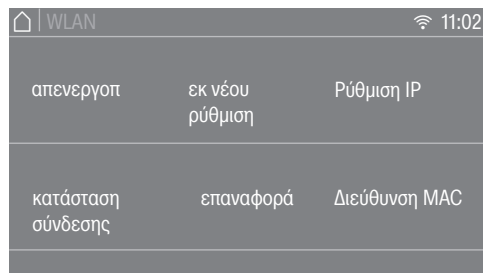 WLAN
11:02
απενεργοπ
εκ νέου
ρύθμιση
Ρύθμιση IP
κατάσταση
σύνδεσης
επαναφορά
Διεύθυνση MAC